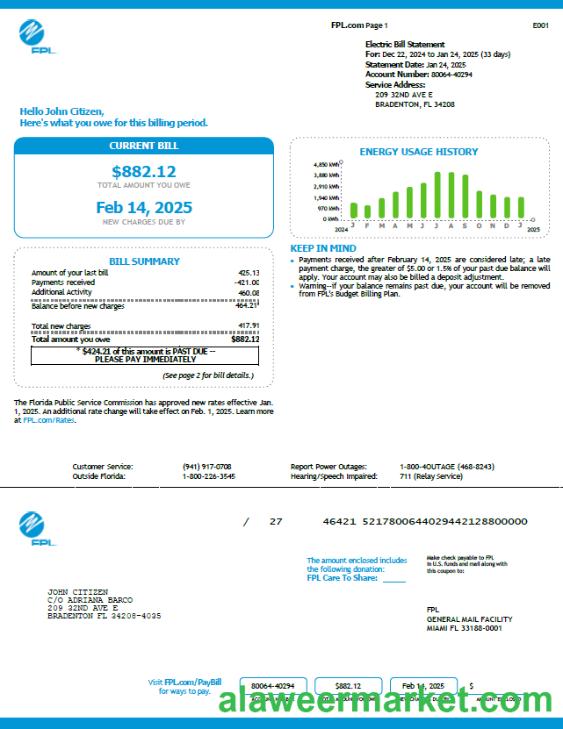 FPL.com Page 1
E001
FPL
Electric Bill Statement
For: Dec 22, 2024 to Jan 24, 2025 (33 days)
Statement Date: Jan 24, 2025
Account Number: 80064-40294
Service Address:
209 32ND AVE E
BRADENTON, FL 34208
Hello John Citizen,
Here's what you owe for this billing period.
CURRENT BILL
$882.12
TOTAL AMOUNT YOU OWE
Feb 14, 2025
NEW CHARGES DUE BY
ENERGY USAGE HISTORY
4,850 kWh
3,880 kWh
2,910 kWh
1,940 kWh
970 kWh
0 kWh
J F M A M J J A S O N D J
2024 2025
BILL SUMMARY
Amount of your last bill 425.13
Payments received -421.00
Additional Activity 460.08
Balance before new charges 464.21*
Total new charges 417.91
Total amount you owe $882.12
* $424.21 of this amount is PAST DUE --
PLEASE PAY IMMEDIATELY
(See page 2 for bill details.)
KEEP IN MIND
• Payments received after February 14, 2025 are considered late; a late
payment charge, the greater of $5.00 or 1.5% of your past due balance will
apply. Your account may also be billed a deposit adjustment.
• Warning--if your balance remains past due, your account will be removed
from FPL's Budget Billing Plan.
The Florida Public Service Commission has approved new rates effective Jan.
1, 2025. An additional rate change will take effect on Feb. 1, 2025. Learn more
at FPL.com/Rates.
Customer Service: (941) 917-0708
Outside Florida: 1-800-226-3545
Report Power Outages: 1-800-4OUTAGE (468-8243)
Hearing/Speech Impaired: 711 (Relay Service)
FPL
/ 27 46421 5217800644029442128800000
The amount enclosed includes
the following donation:
FPL Care To Share:
Make check payable to FPL
in U.S. funds and mail along with
this coupon to:
JOHN CITIZEN
C/O ADRIANA BARCO
209 32ND AVE E
BRADENTON FL 34208-4035
FPL
GENERAL MAIL FACILITY
MIAMI FL 33188-0001
Visit FPL.com/PayBill
for ways to pay.
80064-40294
$882.12
Feb 14, 2025
$
alaweermarket.com